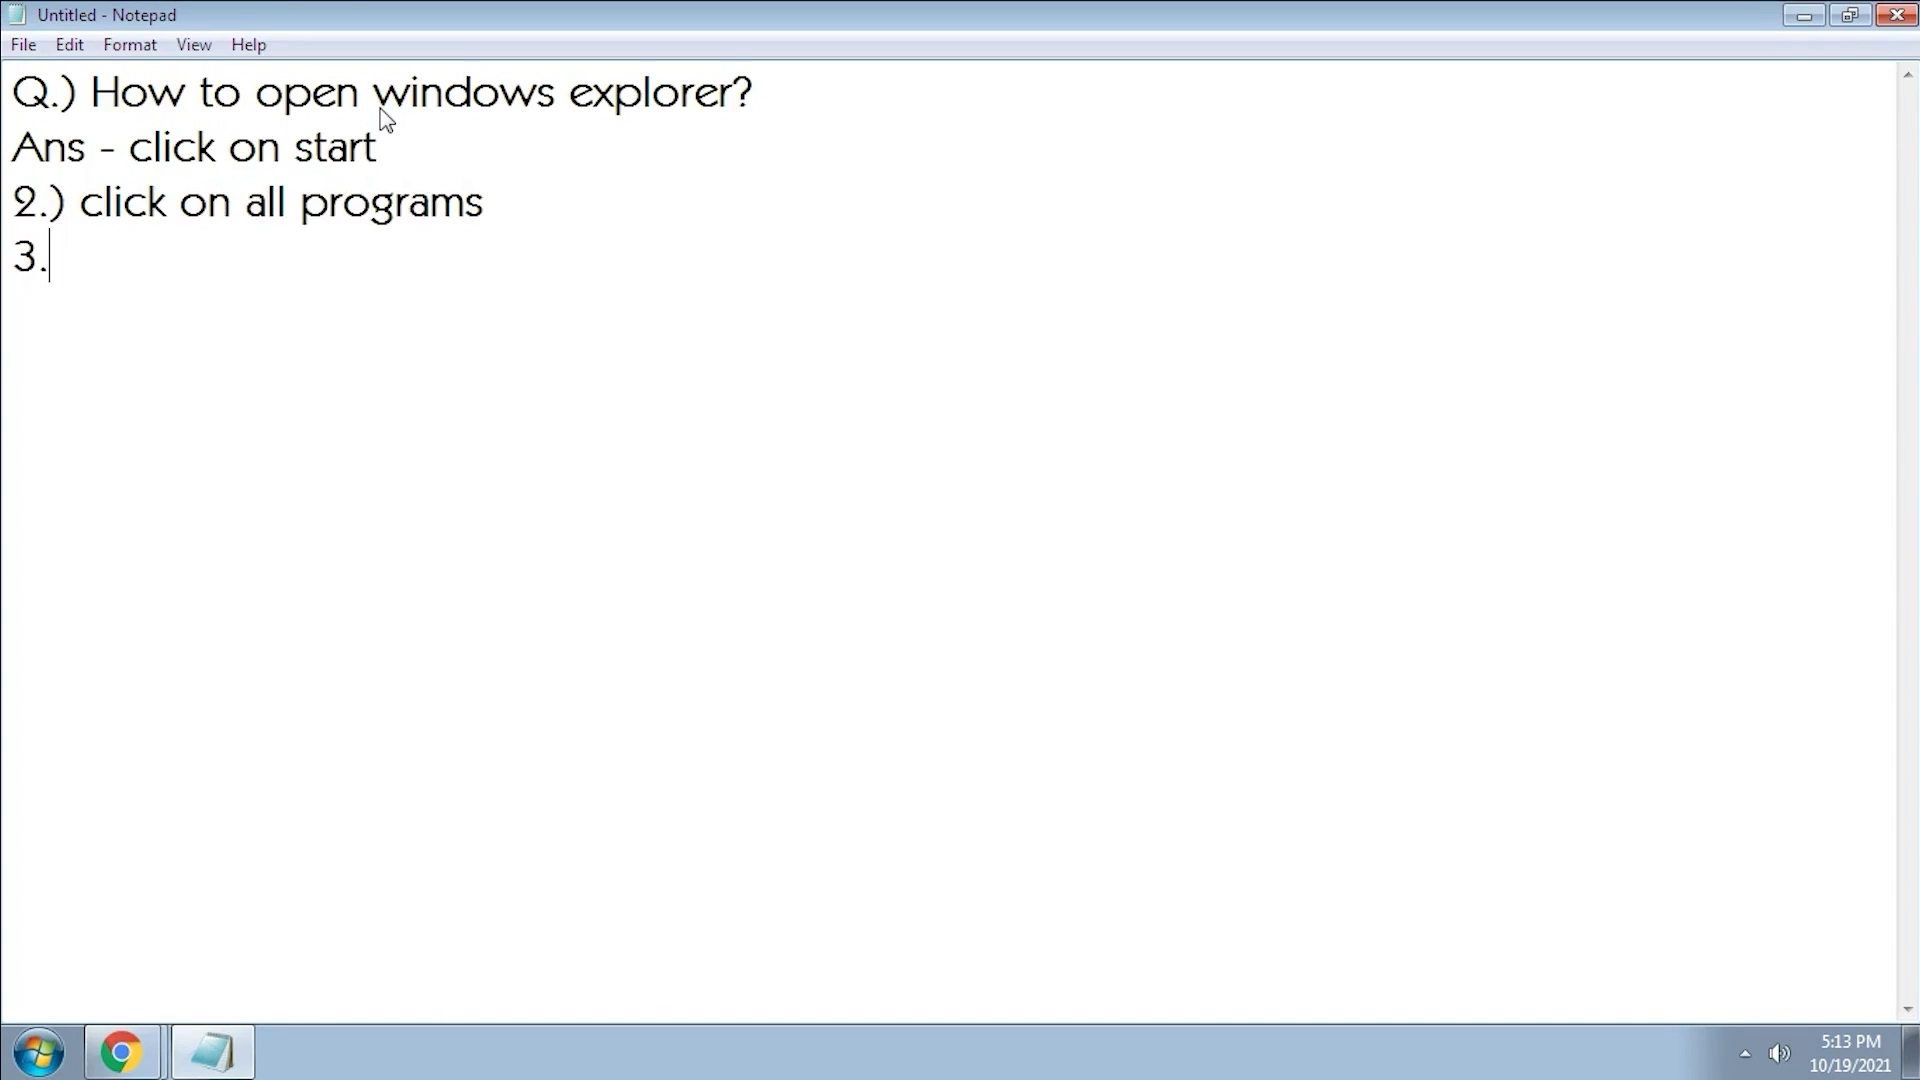 Untitled - Notepad
File Edit Format View Help
Q.) How to open windows explorer?
Ans - click on start
2.) click on all programs
3.
5:13 PM
10/19/2021